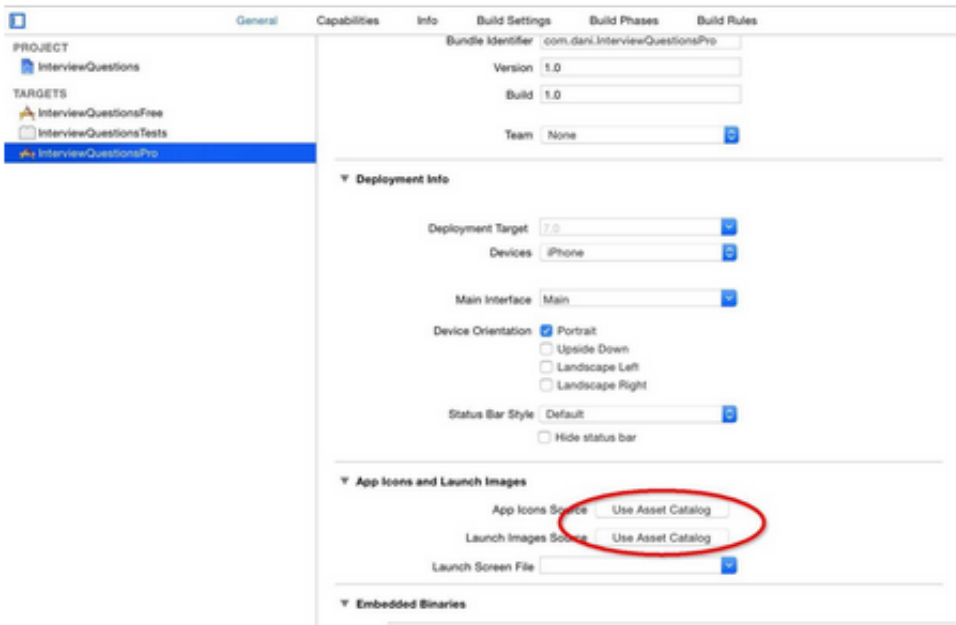 General Capabilities Info Build Settings Build Phases Build Rules
PROJECT
InterviewQuestions
TARGETS
InterviewQuestionsFree
InterviewQuestionsTests
InterviewQuestionsPro
Bundle Identifier com.dani.InterviewQuestionsPro
Version 1.0
Build 1.0
Team None
Deployment Info
Deployment Target 7.0
Devices iPhone
Main Interface Main
Device Orientation Portrait
Upside Down
Landscape Left
Landscape Right
Status Bar Style Default
Hide status bar
App Icons and Launch Images
App Icons Source Use Asset Catalog
Launch Images Source Use Asset Catalog
Launch Screen File
Embedded Binaries